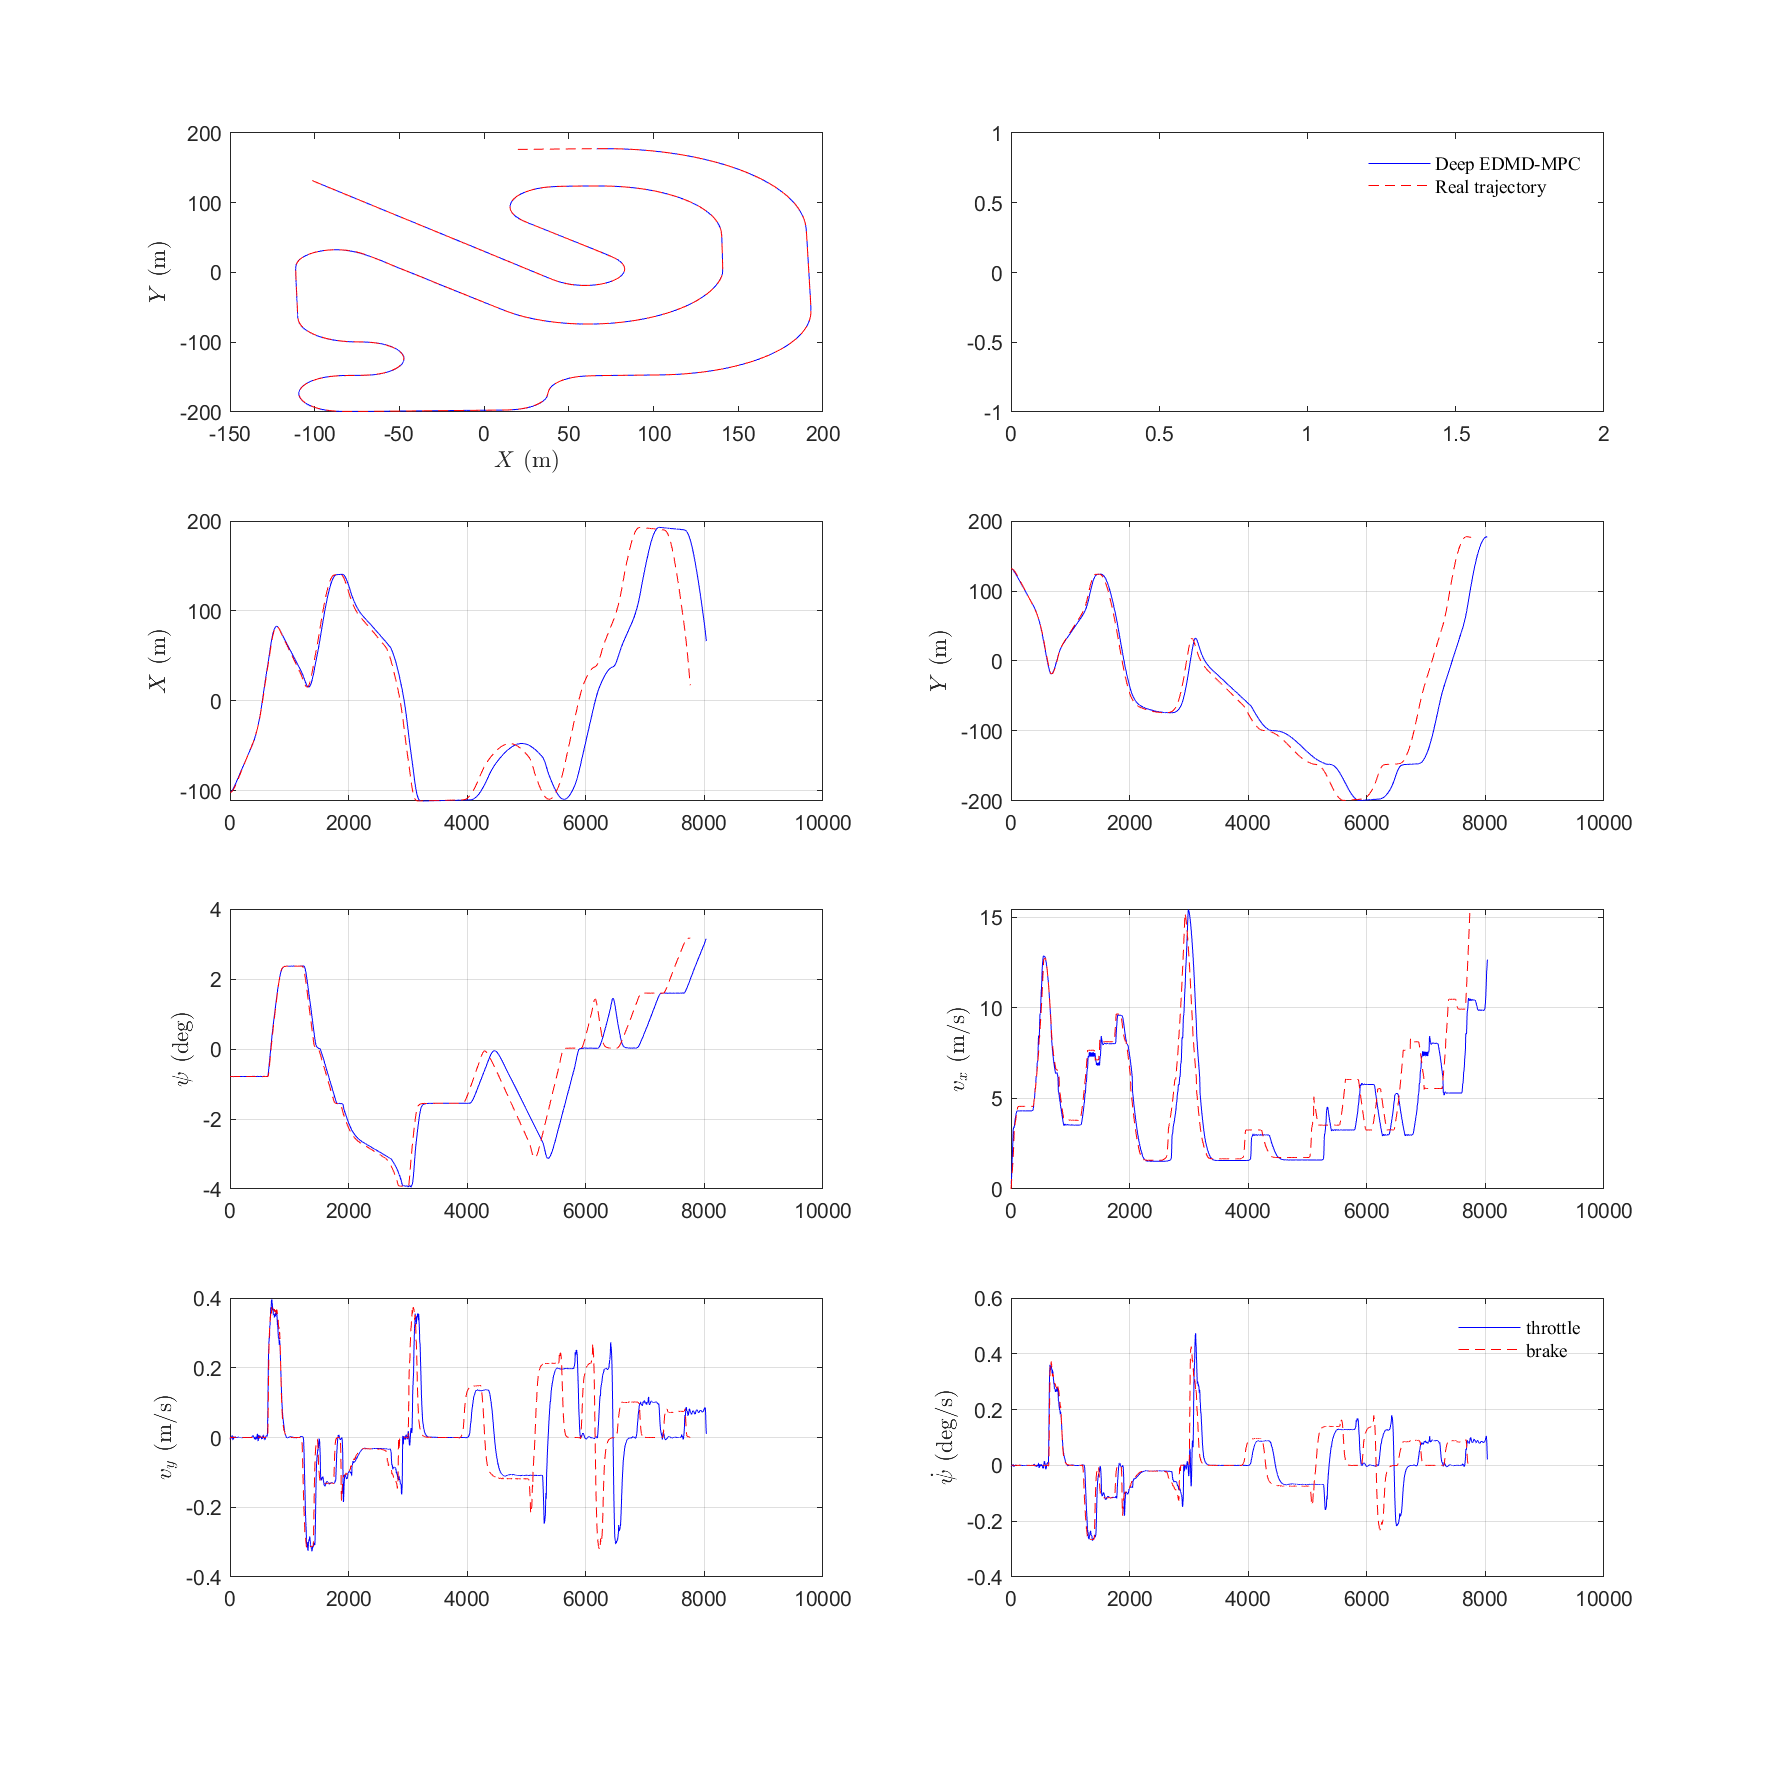 200
100
0
-100
-200
-150 -100 -50 0 50 100 150 200
Y (m)
X (m)
1
0.5
0
-0.5
-1
0 0.5 1 1.5 2
Deep EDMD-MPC
Real trajectory
200
100
0
-100
0 2000 4000 6000 8000 10000
X (m)
200
100
0
-100
-200
0 2000 4000 6000 8000 10000
Y (m)
4
2
0
-2
-4
0 2000 4000 6000 8000 10000
ψ (deg)
15
10
5
0
0 2000 4000 6000 8000 10000
v_x (m/s)
0.4
0.2
0
-0.2
-0.4
0 2000 4000 6000 8000 10000
v_y (m/s)
0.6
0.4
0.2
0
-0.2
-0.4
0 2000 4000 6000 8000 10000
ψ̇ (deg/s)
throttle
brake